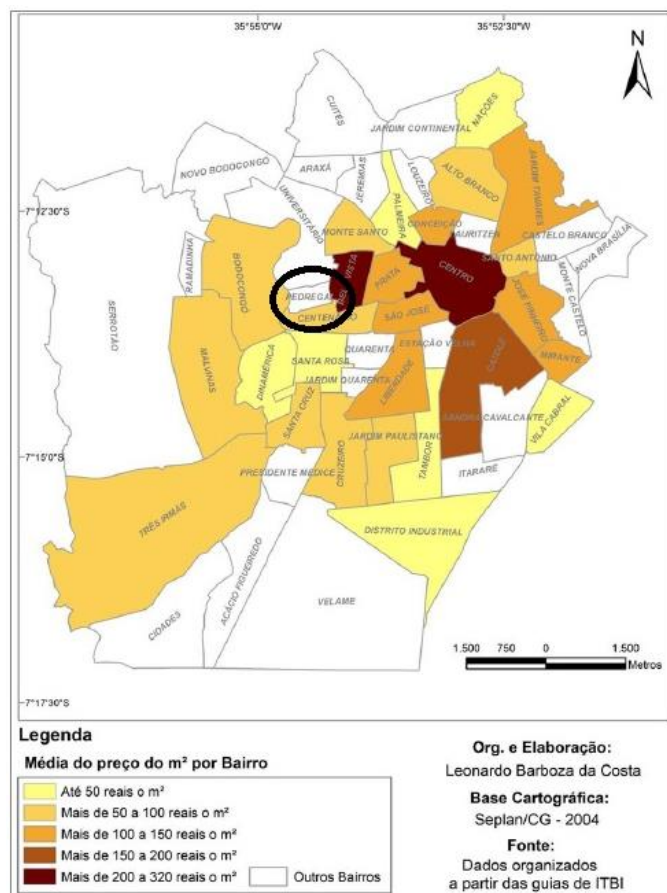 35°55'0"W
35°52'30"W
N
CUITÉS
NAÇÕES
JARDIM CONTINENTAL
NOVO BODOCONGÓ
ARAXÁ
JEREMIAS
LOUZEIRO
ALTO BRANCO
JARDIM TAVARES
UNIVERSITÁRIO
PALMEIRA
7°12'30"S
MONTE SANTO
CONCEIÇÃO
AURITZER
CASTELO BRANCO
NOVA BRASÍLIA
RAMADINHA
BODOCONGÓ
VISTA
PRATA
CENTRO
SANTO ANTÔNIO
MONTE CASTELO
SERROTÃO
PEDREGAL
CENTENÁRIO
SÃO JOSÉ
JOSÉ PINHEIRO
MALVINAS
DINAMÉRICA
SANTA ROSA
QUARENTA
ESTAÇÃO VELHA
CATOLÉ
MIRANTE
JARDIM QUARENTA
LIBERDADE
SANTA CRUZ
SANDRA CAVALCANTE
VILA CABRAL
JARDIM PAULISTANO
7°15'0"S
PRESIDENTE MÉDICE
CRUZEIRO
TAMBOR
ITARARÉ
TRÊS IRMÃS
DISTRITO INDUSTRIAL
ACÁCIO FIGUEIREDO
CIDADES
VELAME
1.500 750 0 1.500
Metros
7°17'30"S
Legenda
Média do preço do m² por Bairro
Até 50 reais o m²
Mais de 50 a 100 reais o m²
Mais de 100 a 150 reais o m²
Mais de 150 a 200 reais o m²
Mais de 200 a 320 reais o m²
Outros Bairros
Org. e Elaboração:
Leonardo Barboza da Costa
Base Cartográfica:
Seplan/CG - 2004
Fonte:
Dados organizados
a partir das guias de ITBI